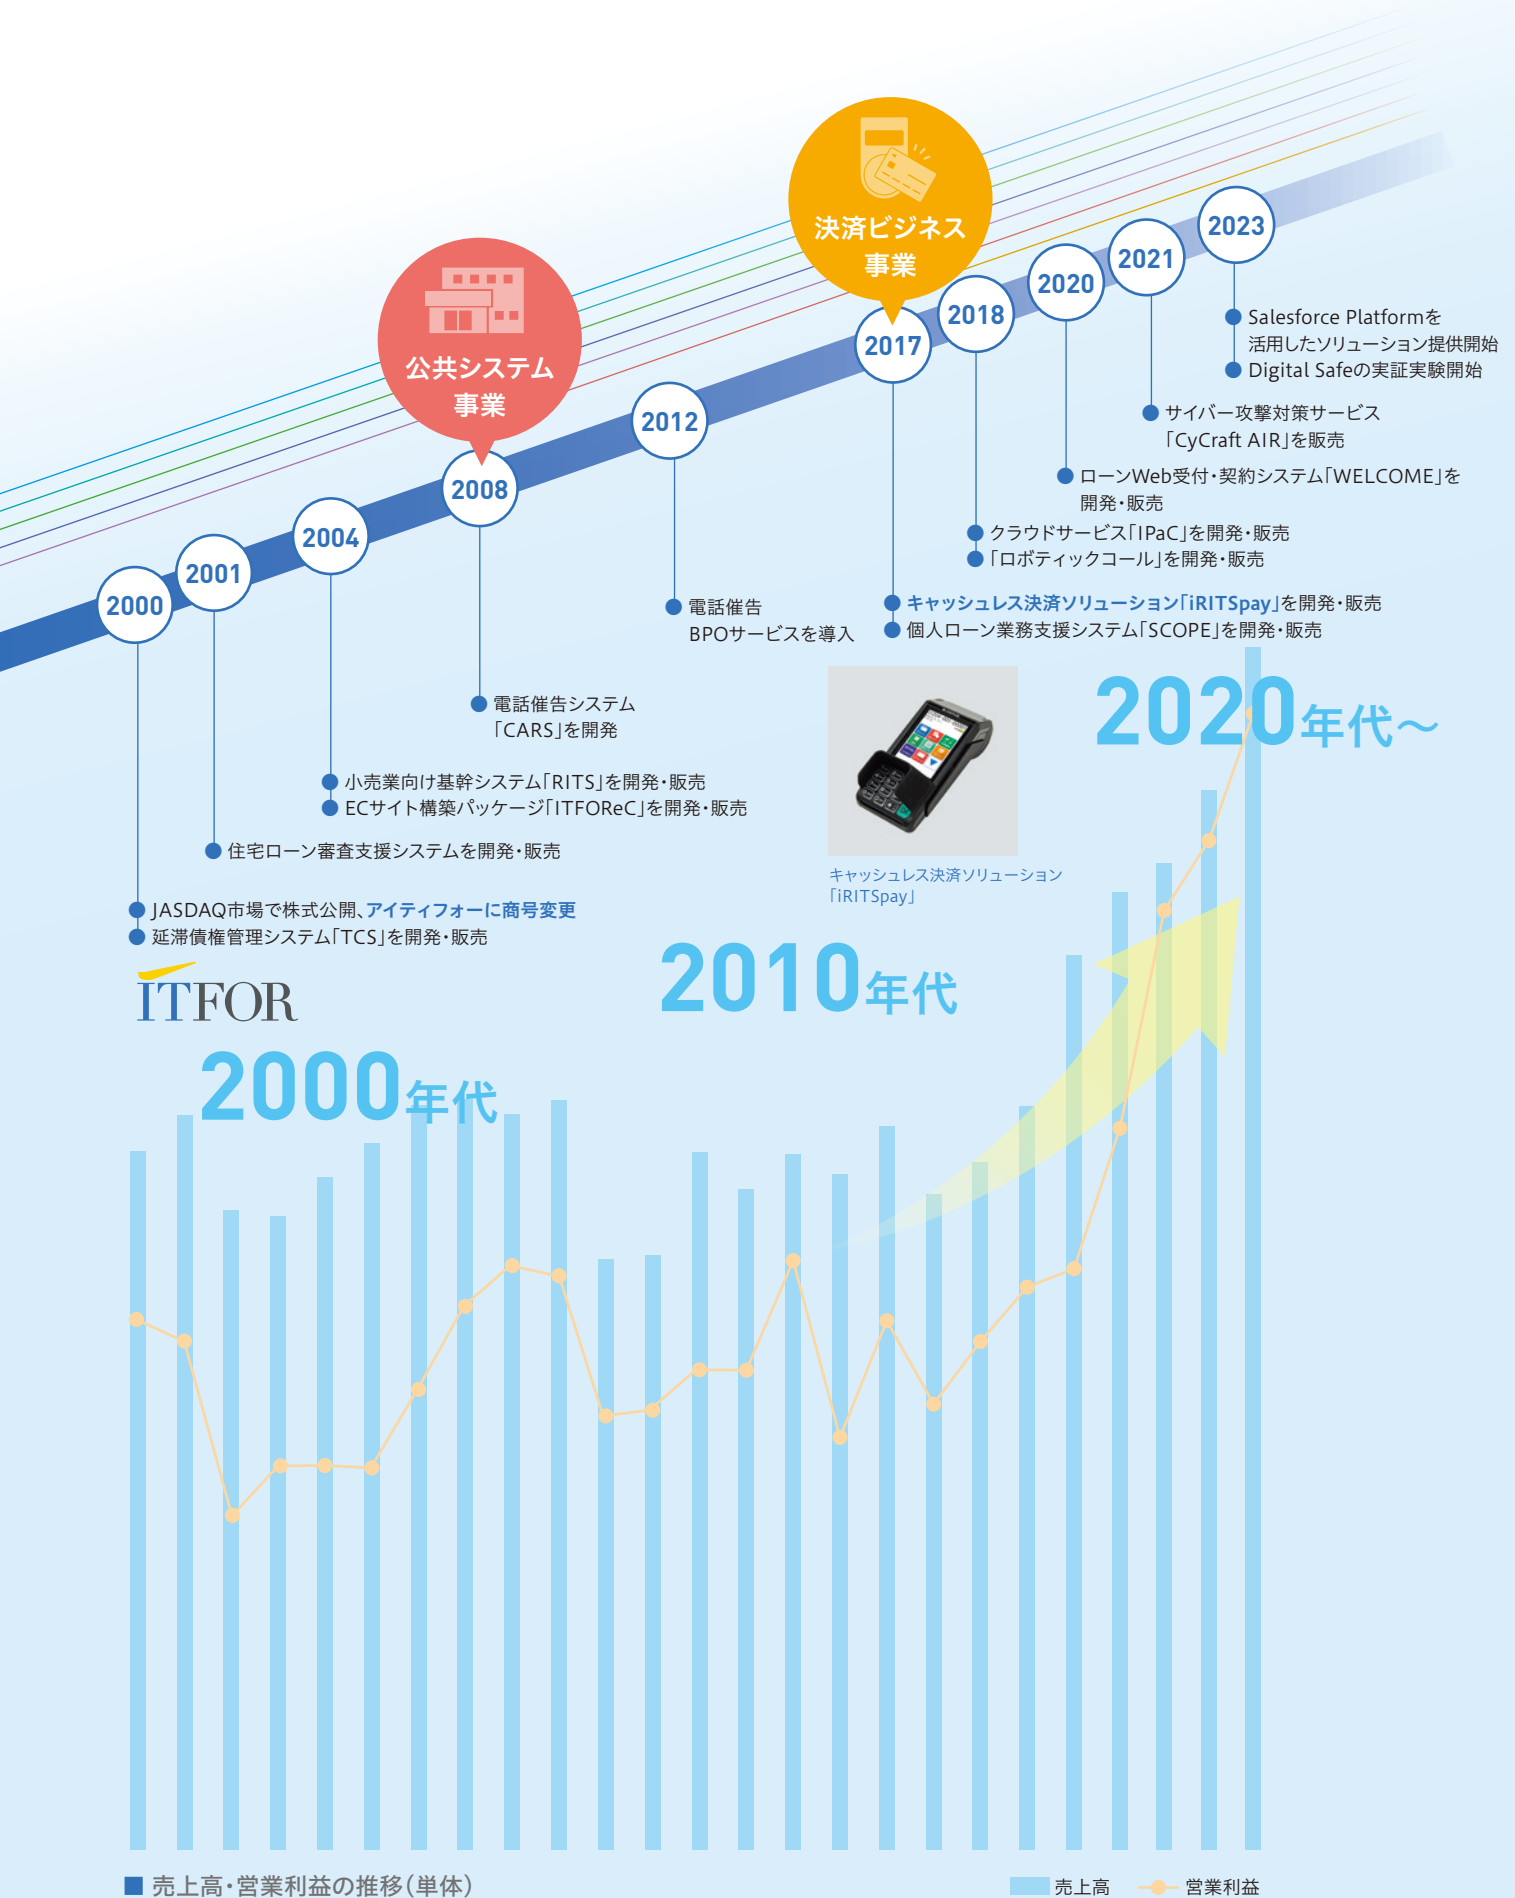 決済ビジネス
事業
公共システム
事業
2023
2021
2020
2018
2017
2012
2008
2004
2001
2000
Salesforce Platformを
活用したソリューション提供開始
Digital Safeの実証実験開始
サイバー攻撃対策サービス
「CyCraft AIR」を販売
ローンWeb受付・契約システム「WELCOME」を
開発・販売
クラウドサービス「IPaC」を開発・販売
「ロボティックコール」を開発・販売
キャッシュレス決済ソリューション「iRITSpay」を開発・販売
個人ローン業務支援システム「SCOPE」を開発・販売
電話催告
BPOサービスを導入
電話催告システム
「CARS」を開発
小売業向け基幹システム「RITS」を開発・販売
ECサイト構築パッケージ「ITFOReC」を開発・販売
住宅ローン審査支援システムを開発・販売
JASDAQ市場で株式公開、アイティフォーに商号変更
延滞債権管理システム「TCS」を開発・販売
ITFOR
キャッシュレス決済ソリューション
「iRITSpay」
2000年代
2010年代
2020年代～
売上高・営業利益の推移（単体）
売上高
営業利益